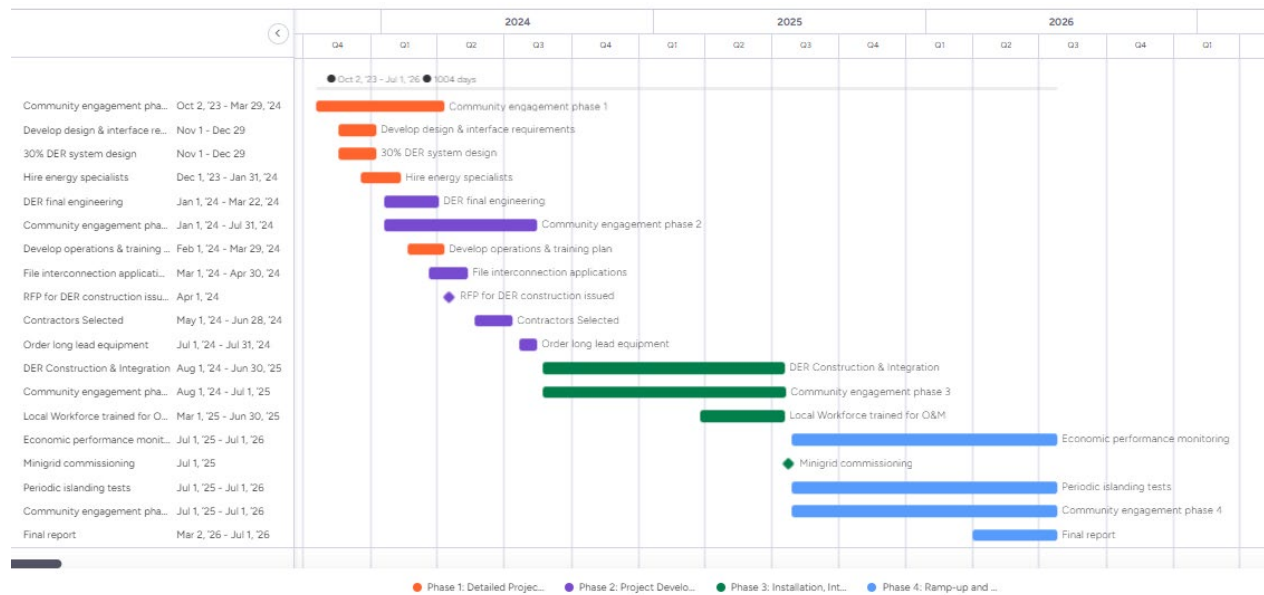 2024 2025 2026
Q4 Q1 Q2 Q3 Q4 Q1 Q2 Q3 Q4 Q1 Q2 Q3 Q4 Q1
Oct 2, '23 - Jul 1, '26 1004 days
Community engagement pha... Oct 2, '23 - Mar 29, '24 Community engagement phase 1
Develop design & interface re... Nov 1 - Dec 29 Develop design & interface requirements
30% DER system design Nov 1 - Dec 29 30% DER system design
Hire energy specialists Dec 1, '23 - Jan 31, '24 Hire energy specialists
DER final engineering Jan 1, '24 - Mar 22, '24 DER final engineering
Community engagement pha... Jan 1, '24 - Jul 31, '24 Community engagement phase 2
Develop operations & training ... Feb 1, '24 - Mar 29, '24 Develop operations & training plan
File interconnection applicati... Mar 1, '24 - Apr 30, '24 File interconnection applications
RFP for DER construction issu... Apr 1, '24 RFP for DER construction issued
Contractors Selected May 1, '24 - Jun 28, '24 Contractors Selected
Order long lead equipment Jul 1, '24 - Jul 31, '24 Order long lead equipment
DER Construction & Integration Aug 1, '24 - Jun 30, '25 DER Construction & Integration
Community engagement pha... Aug 1, '24 - Jul 1, '25 Community engagement phase 3
Local Workforce trained for O... Mar 1, '25 - Jun 30, '25 Local Workforce trained for O&M
Economic performance monit... Jul 1, '25 - Jul 1, '26 Economic performance monitoring
Minigrid commissioning Jul 1, '25 Minigrid commissioning
Periodic islanding tests Jul 1, '25 - Jul 1, '26 Periodic islanding tests
Community engagement pha... Jul 1, '25 - Jul 1, '26 Community engagement phase 4
Final report Mar 2, '26 - Jul 1, '26 Final report
Phase 1: Detailed Projec... Phase 2: Project Develo... Phase 3: Installation, Int... Phase 4: Ramp-up and ...